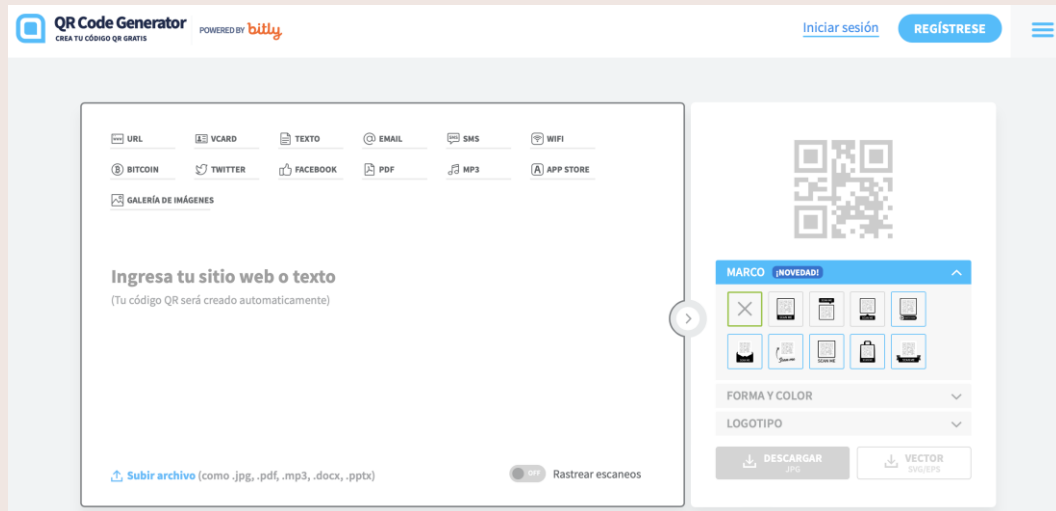 QR Code Generator
CREA TU CÓDIGO QR GRATIS
POWERED BY bitly
Iniciar sesión
REGÍSTRESE
URL
VCARD
TEXTO
EMAIL
SMS
WIFI
BITCOIN
TWITTER
FACEBOOK
PDF
MP3
APP STORE
GALERÍA DE IMÁGENES
Ingresa tu sitio web o texto
(Tu código QR será creado automaticamente)
Subir archivo (como .jpg, .pdf, .mp3, .docx, .pptx)
OFF
Rastrear escaneos
MARCO ¡NOVEDAD!
SCAN ME
FORMA Y COLOR
LOGOTIPO
DESCARGAR
JPG
VECTOR
SVG/EPS